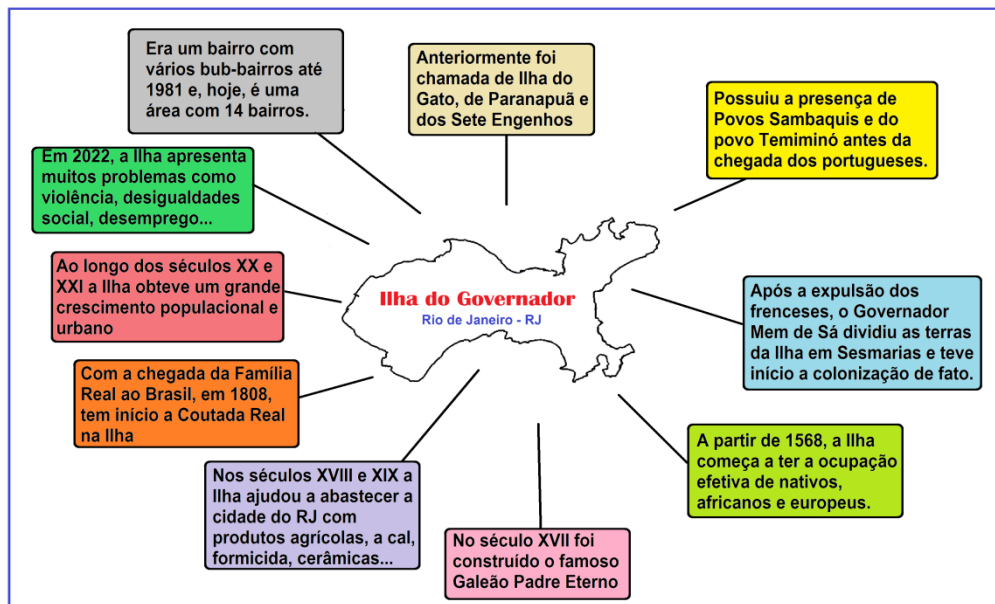 Era um bairro com
vários bub-bairros até
1981 e, hoje, é uma
área com 14 bairros.
Anteriormente foi
chamada de Ilha do
Gato, de Paranapuã e
dos Sete Engenhos
Possuiu a presença de
Povos Sambaquis e do
povo Temiminó antes da
chegada dos portugueses.
Em 2022, a Ilha apresenta
muitos problemas como
violência, desigualdades
social, desemprego...
Ao longo dos séculos XX e
XXI a Ilha obteve um grande
crescimento populacional e
urbano
Ilha do Governador
Rio de Janeiro - RJ
Após a expulsão dos
frenceses, o Governador
Mem de Sá dividiu as terras
da Ilha em Sesmarias e teve
início a colonização de fato.
Com a chegada da Família
Real ao Brasil, em 1808,
tem início a Coutada Real
na Ilha
A partir de 1568, a Ilha
começa a ter a ocupação
efetiva de nativos,
africanos e europeus.
Nos séculos XVIII e XIX a
Ilha ajudou a abastecer a
cidade do RJ com
produtos agrícolas, a cal,
formicida, cerâmicas...
No século XVII foi
construído o famoso
Galeão Padre Eterno